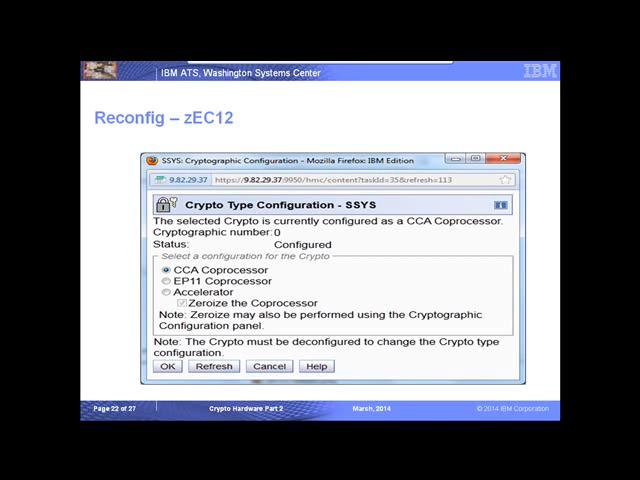 IBM ATS, Washington Systems Center
IBM
Reconfig – zEC12
SSYS: Cryptographic Configuration - Mozilla Firefox: IBM Edition
9.82.29.37 https://9.82.29.37:9950/hmc/content?taskId=35&refresh=113
Crypto Type Configuration - SSYS
The selected Crypto is currently configured as a CCA Coprocessor.
Cryptographic number: 0
Status: Configured
Select a configuration for the Crypto
CCA Coprocessor
EP11 Coprocessor
Accelerator
Zeroize the Coprocessor
Note: Zeroize may also be performed using the Cryptographic
Configuration panel.
Note: The Crypto must be deconfigured to change the Crypto type
configuration.
OK Refresh Cancel Help
Page 22 of 27 Crypto Hardware Part 2 Marsh, 2014 © 2014 IBM Corporation